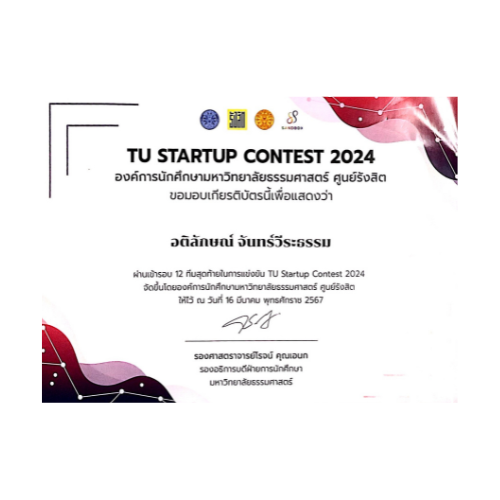 SANDBOX
TU STARTUP CONTEST 2024
องค์การนักศึกษามหาวิทยาลัยธรรมศาสตร์ ศูนย์รังสิต
ขอมอบเกียรติบัตรนี้เพื่อแสดงว่า
อติลักษณ์ จันทร์วีระธรรม
ผ่านเข้ารอบ 12 ทีมสุดท้ายในการแข่งขัน TU Startup Contest 2024
จัดขึ้นโดยองค์การนักศึกษามหาวิทยาลัยธรรมศาสตร์ ศูนย์รังสิต
ให้ไว้ ณ วันที่ 16 มีนาคม พุทธศักราช 2567
รองศาสตราจารย์โรจน์ คุณเอนก
รองอธิการบดีฝ่ายการนักศึกษา
มหาวิทยาลัยธรรมศาสตร์